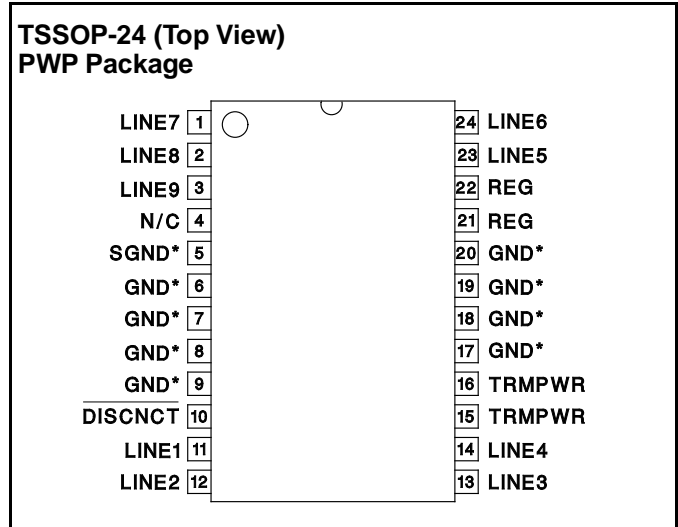 TSSOP-24 (Top View)
PWP Package
LINE7 1 24 LINE6
LINE8 2 23 LINE5
LINE9 3 22 REG
N/C 4 21 REG
SGND* 5 20 GND*
GND* 6 19 GND*
GND* 7 18 GND*
GND* 8 17 GND*
GND* 9 16 TRMPWR
DISCNCT 10 15 TRMPWR
LINE1 11 14 LINE4
LINE2 12 13 LINE3